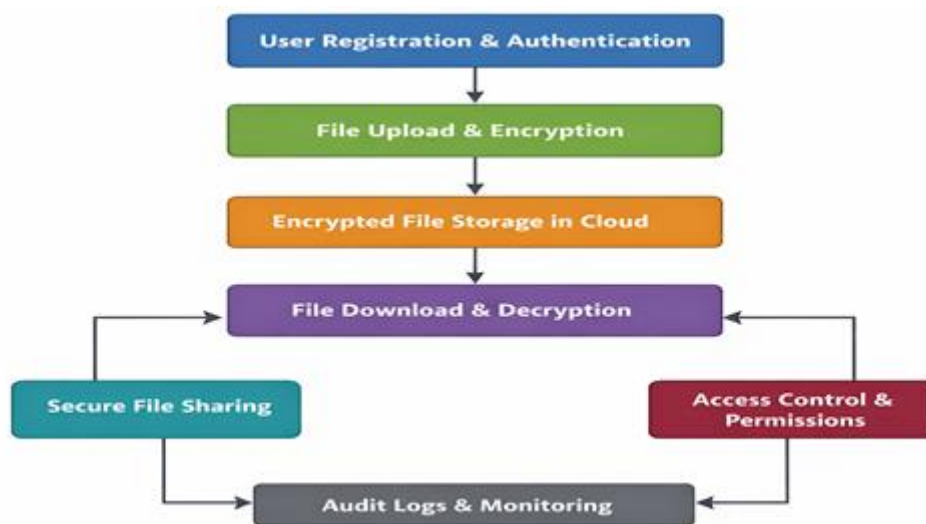 User Registration & Authentication
File Upload & Encryption
Encrypted File Storage in Cloud
File Download & Decryption
Secure File Sharing
Access Control &
Permissions
Audit Logs & Monitoring